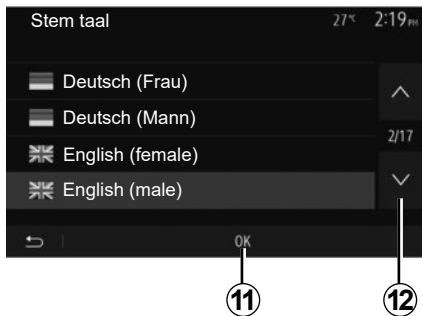 Stem taal 27°C 2:19PM
Deutsch (Frau)
Deutsch (Mann)
2/17
English (female)
English (male)
OK
11 12